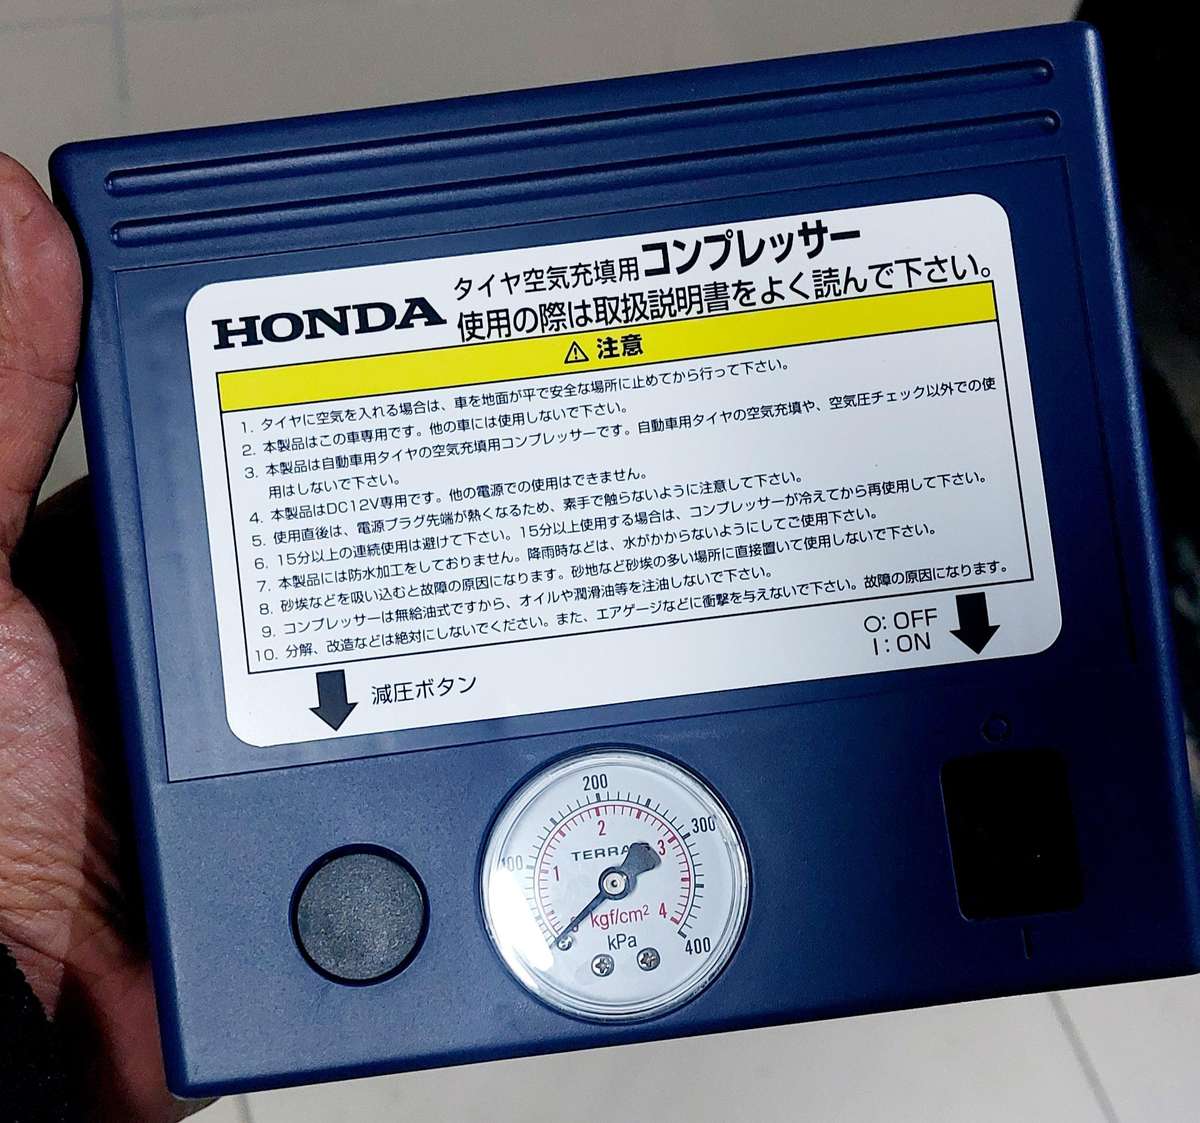 HONDA
タイヤ空気充填用コンプレッサー
使用の際は取扱説明書をよく読んで下さい。
⚠ 注意
1. タイヤに空気を入れる場合は、車を地面が平で安全な場所に止めてから行って下さい。
2. 本製品はこの車専用です。他の車には使用しないで下さい。
3. 本製品は自動車用タイヤの空気充填用コンプレッサーです。自動車用タイヤの空気充填や、空気圧チェック以外での使
用はしないで下さい。
4. 本製品はDC12V専用です。他の電源での使用はできません。
5. 使用直後は、電源プラグ先端が熱くなるため、素手で触らないように注意して下さい。
6. 15分以上の連続使用は避けて下さい。15分以上使用する場合は、コンプレッサーが冷えてから再使用して下さい。
7. 本製品には防水加工をしておりません。降雨時などは、水がかからないようにしてご使用下さい。
8. 砂埃などを吸い込むと故障の原因になります。砂地など砂埃の多い場所に直接置いて使用しないで下さい。
9. コンプレッサーは無給油式ですから、オイルや潤滑油等を注油しないで下さい。
10. 分解、改造などは絶対にしないでください。また、エアゲージなどに衝撃を与えないで下さい。故障の原因になります。
減圧ボタン
O: OFF
I: ON
100
200
300
400
1
2
3
4
TERRA
kgf/cm²
kPa
O
I